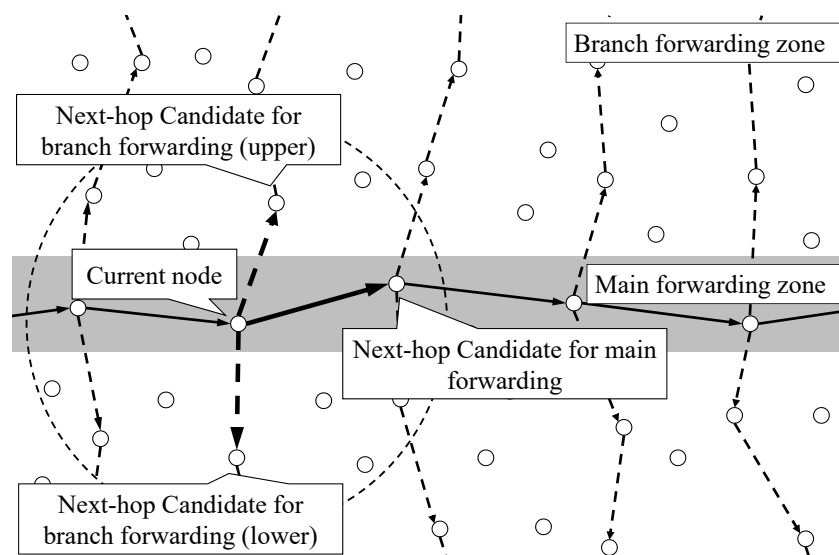 Branch forwarding zone
Next-hop Candidate for
branch forwarding (upper)
Current node
Main forwarding zone
Next-hop Candidate for main
forwarding
Next-hop Candidate for
branch forwarding (lower)